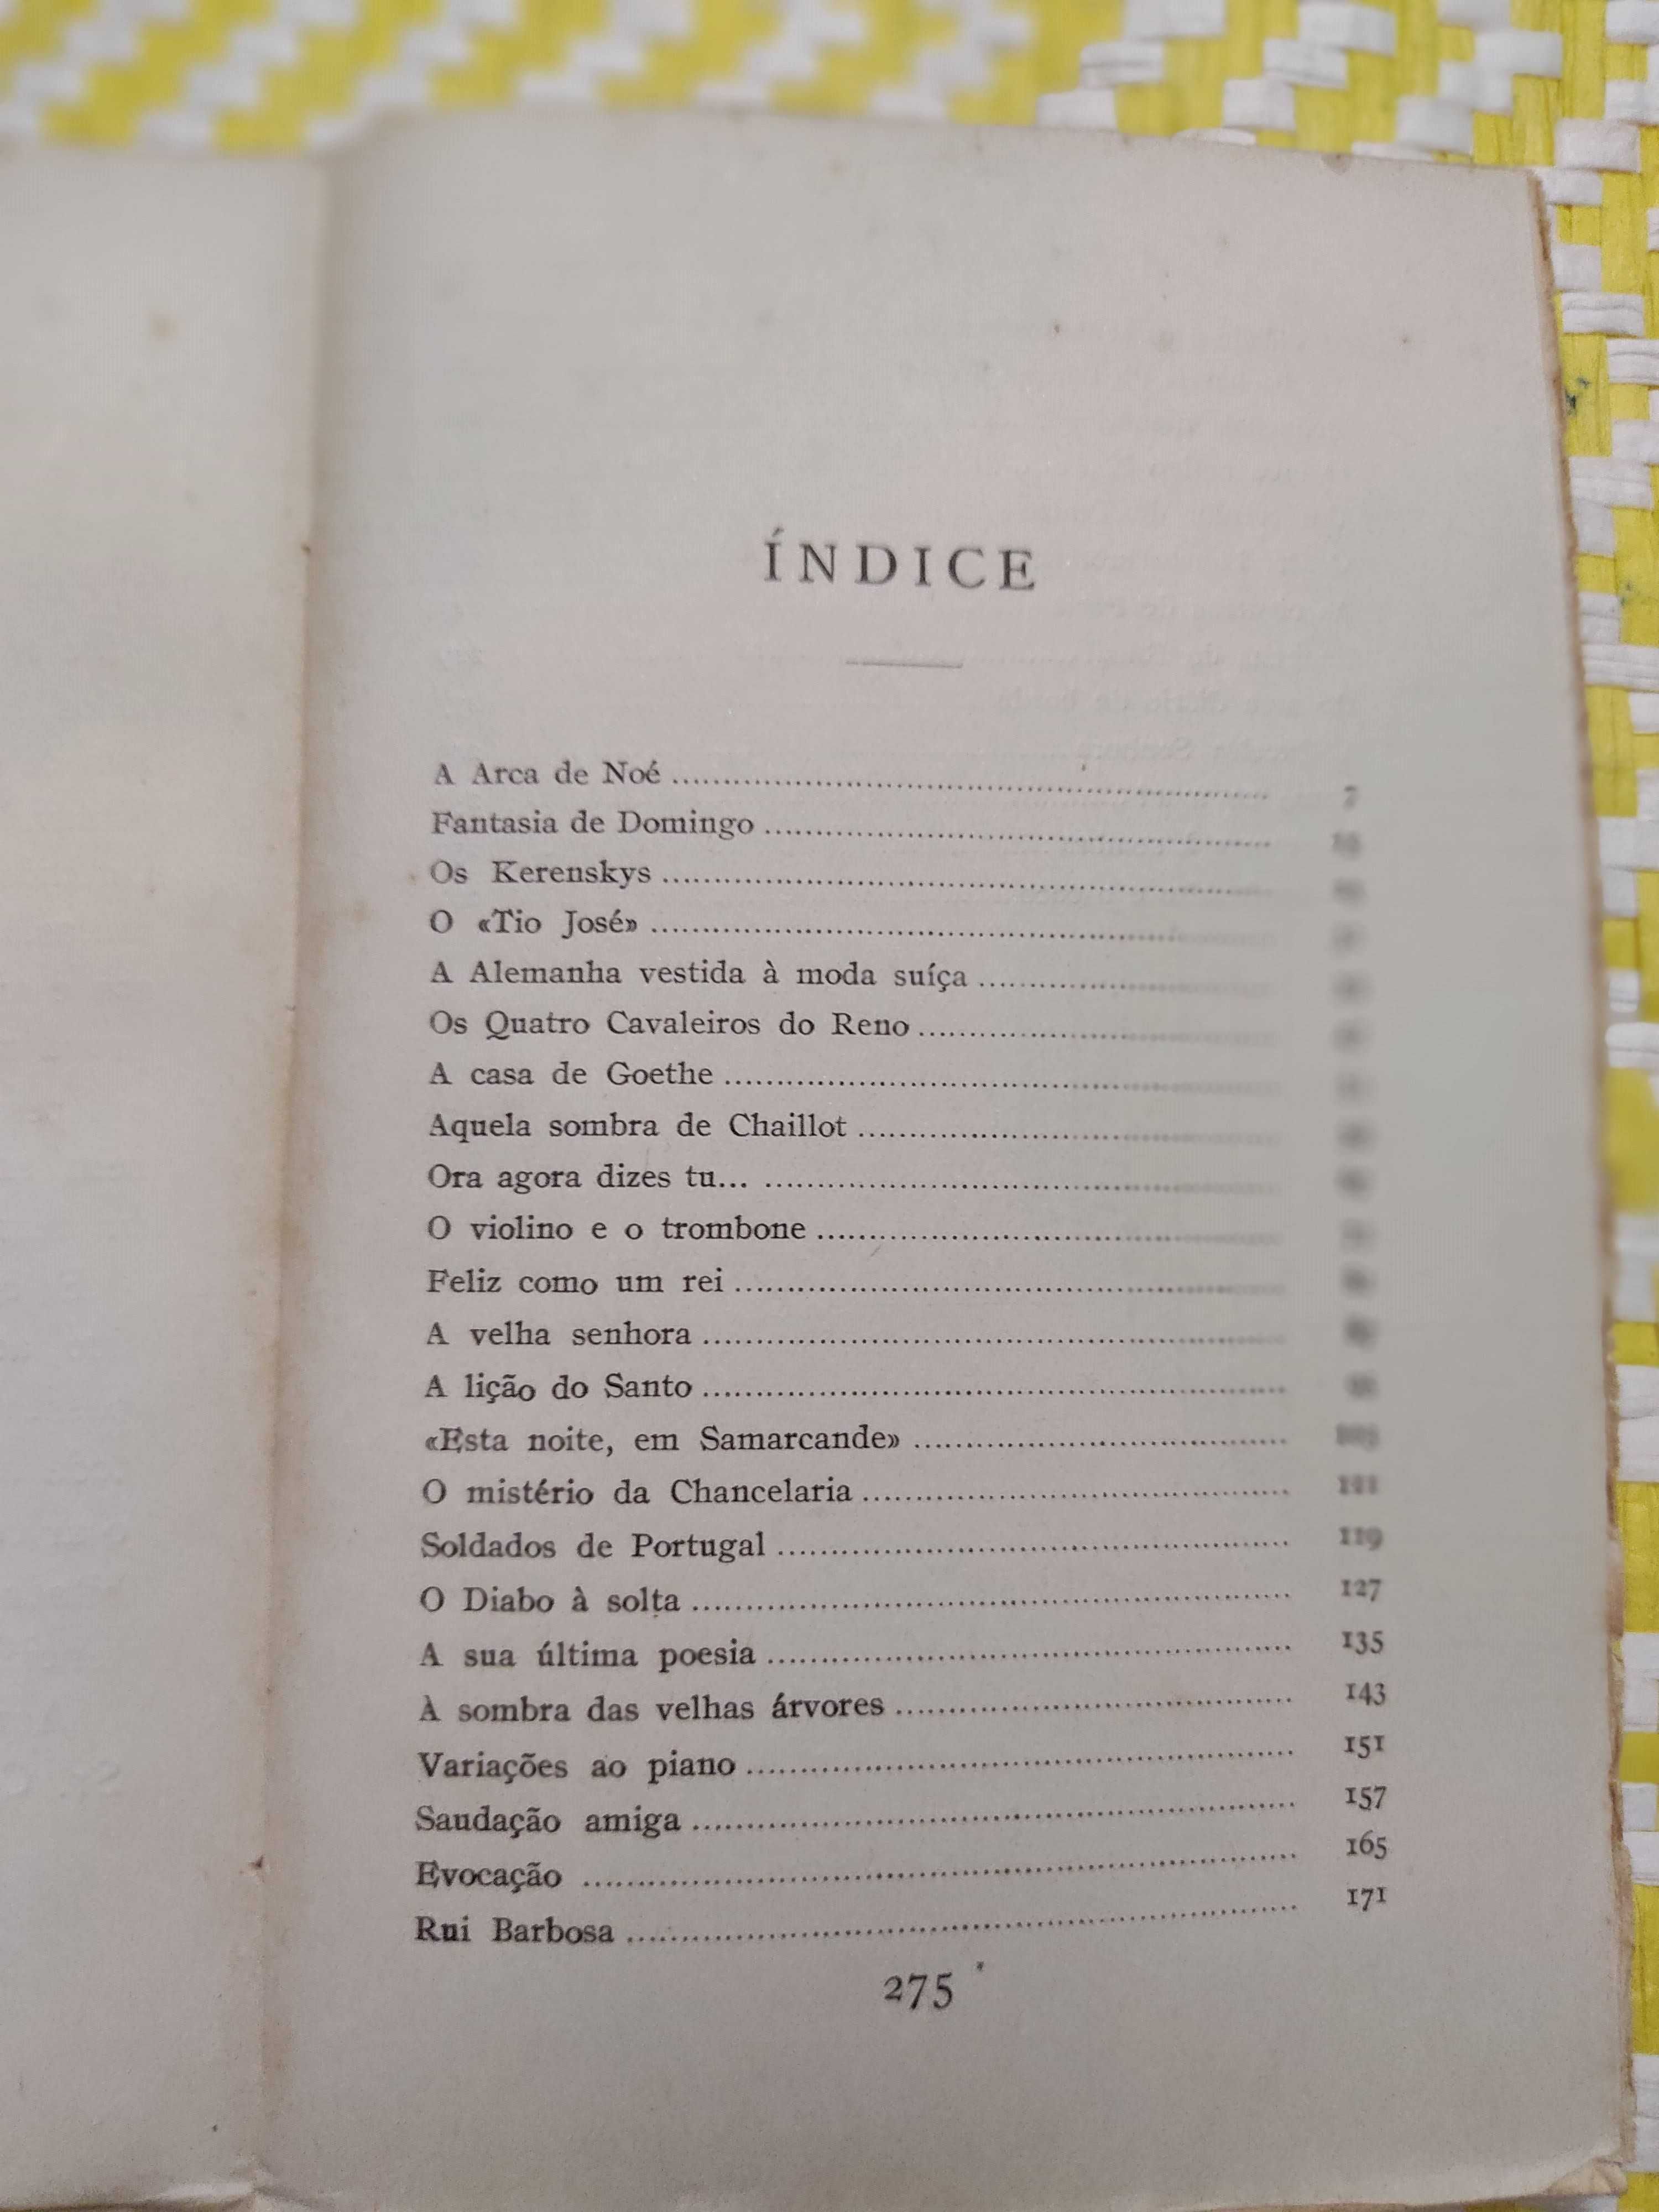 ÍNDICE
A Arca de Noé ........ 7
Fantasia de Domingo ........
Os Kerenskys ........
O «Tio José» ........
A Alemanha vestida à moda suíça ........
Os Quatro Cavaleiros do Reno ........
A casa de Goethe ........
Aquela sombra de Chaillot ........
Ora agora dizes tu... ........
O violino e o trombone ........
Feliz como um rei ........
A velha senhora ........
A lição do Santo ........
«Esta noite, em Samarcande» ........
O mistério da Chancelaria ........
Soldados de Portugal ........ 119
O Diabo à solta ........ 127
A sua última poesia ........ 135
À sombra das velhas árvores ........ 143
Variações ao piano ........ 151
Saudação amiga ........ 157
Evocação ........ 165
Rui Barbosa ........ 171
275